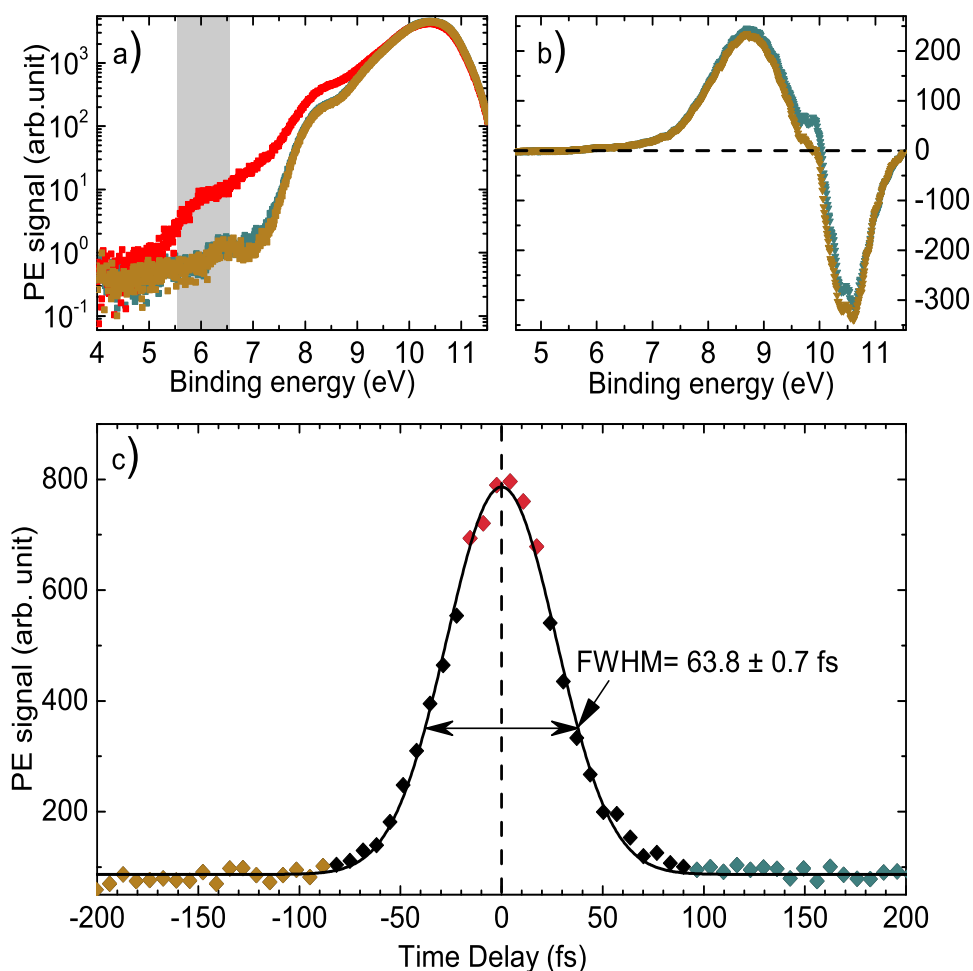 a)
PE signal (arb.unit)
10³
10²
10¹
10⁰
10⁻¹
4 5 6 7 8 9 10 11
Binding energy (eV)
b)
200
100
0
-100
-200
-300
5 6 7 8 9 10 11
Binding energy (eV)
c)
PE signal (arb. unit)
800
600
400
200
FWHM= 63.8 ± 0.7 fs
-200 -150 -100 -50 0 50 100 150 200
Time Delay (fs)